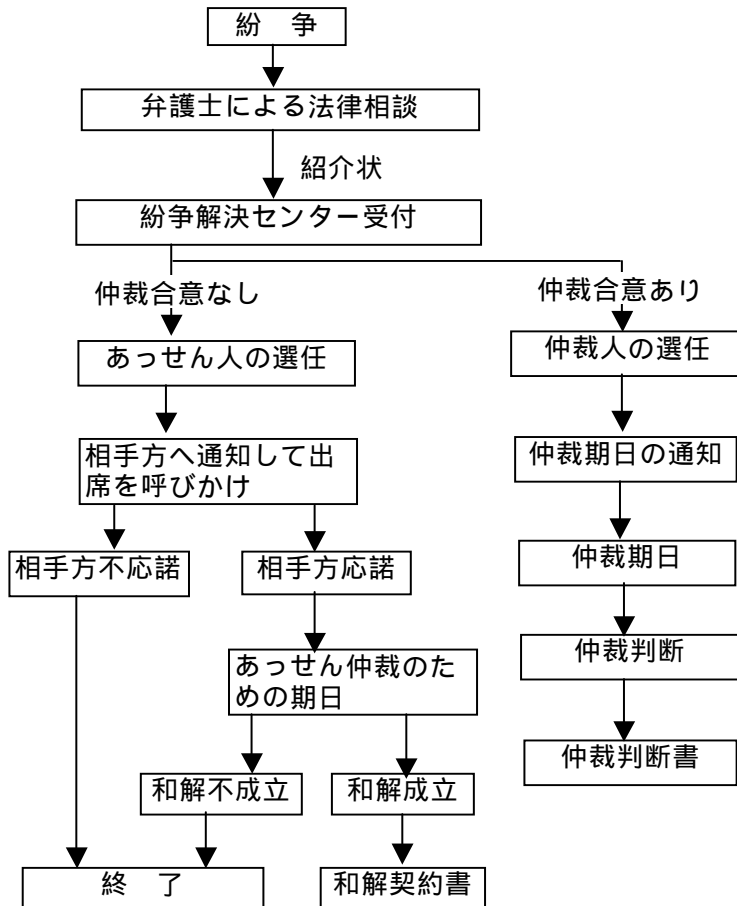 紛　争
弁護士による法律相談
紹介状
紛争解決センター受付
仲裁合意なし
仲裁合意あり
あっせん人の選任
仲裁人の選任
相手方へ通知して出
席を呼びかけ
仲裁期日の通知
相手方不応諾
相手方応諾
仲裁期日
あっせん仲裁のた
めの期日
仲裁判断
仲裁判断書
和解不成立
和解成立
終　了
和解契約書